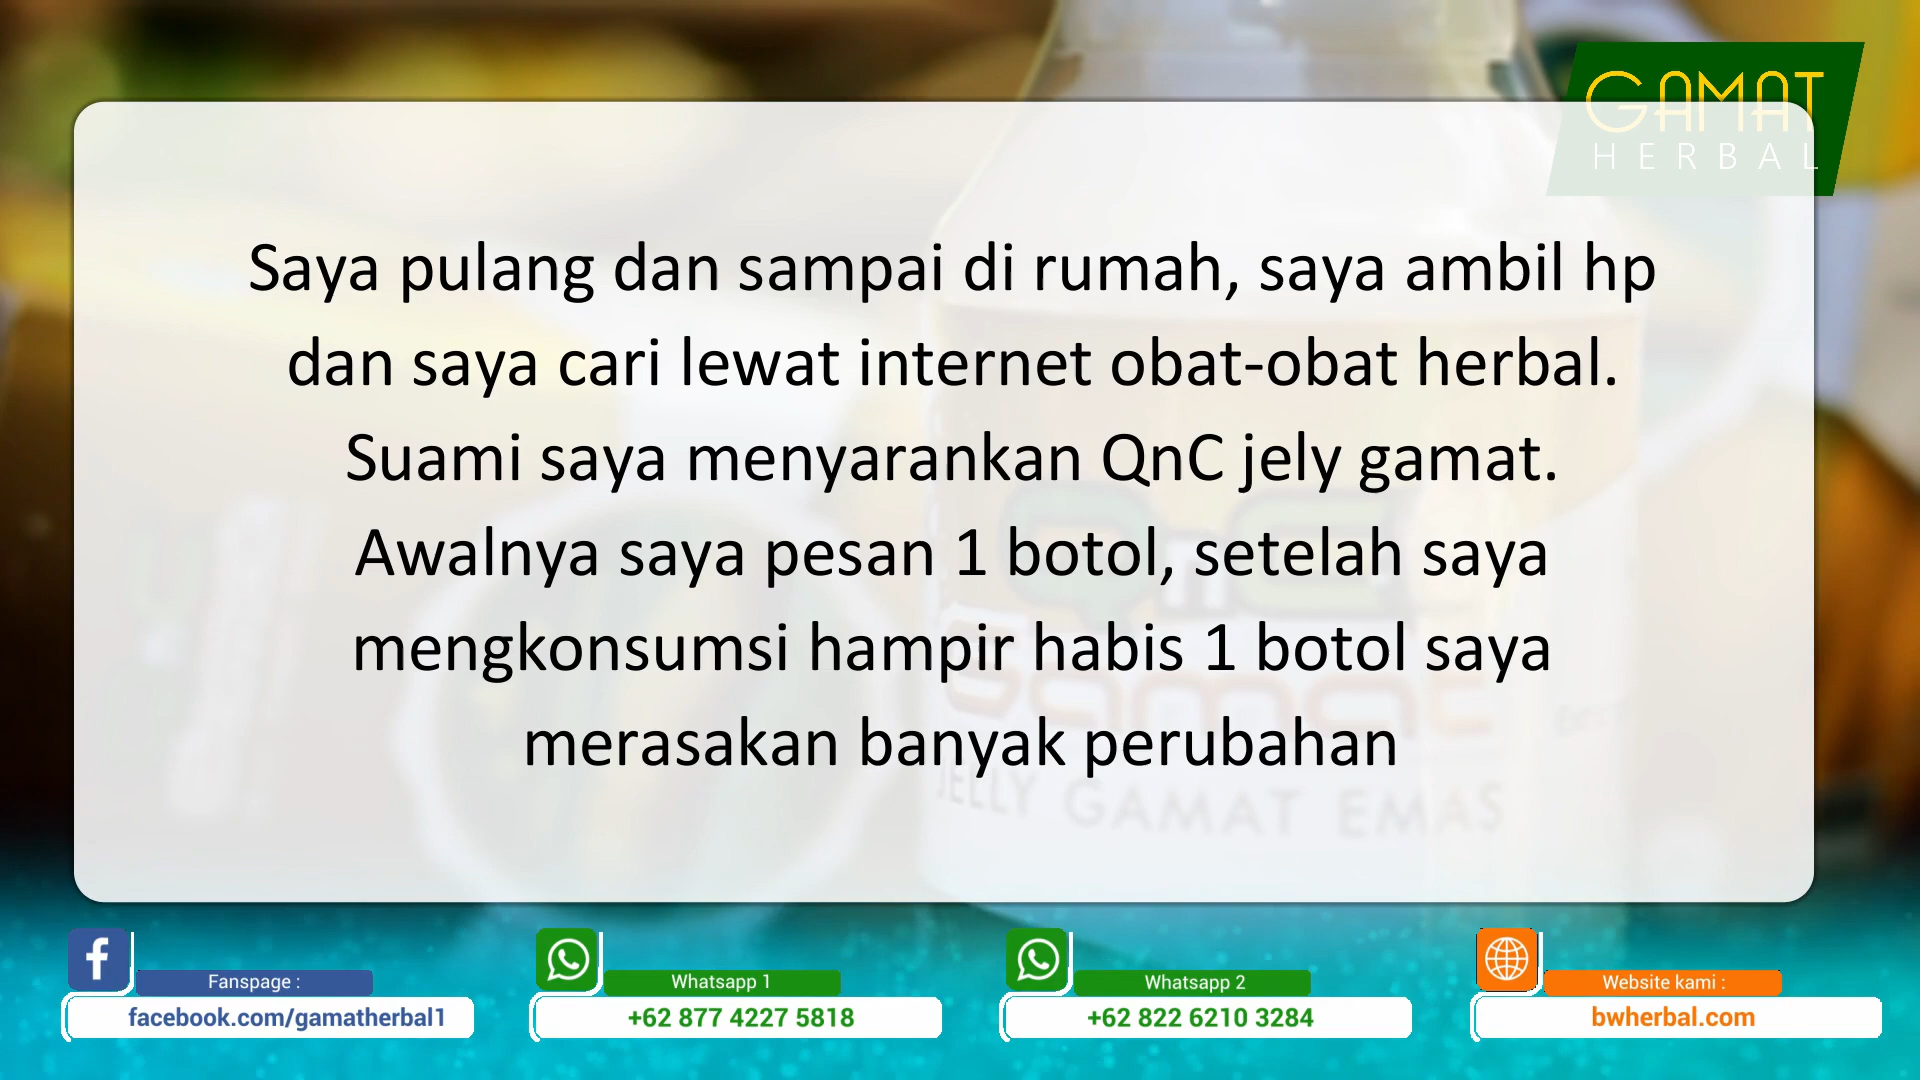 GAMAT
HERBAL
Saya pulang dan sampai di rumah, saya ambil hp
dan saya cari lewat internet obat-obat herbal.
Suami saya menyarankan QnC jely gamat.
Awalnya saya pesan 1 botol, setelah saya
mengkonsumsi hampir habis 1 botol saya
merasakan banyak perubahan
QnC
Gamat
JELLY GAMAT EMAS
Fanspage :
facebook.com/gamatherbal1
Whatsapp 1
+62 877 4227 5818
Whatsapp 2
+62 822 6210 3284
Website kami :
bwherbal.com